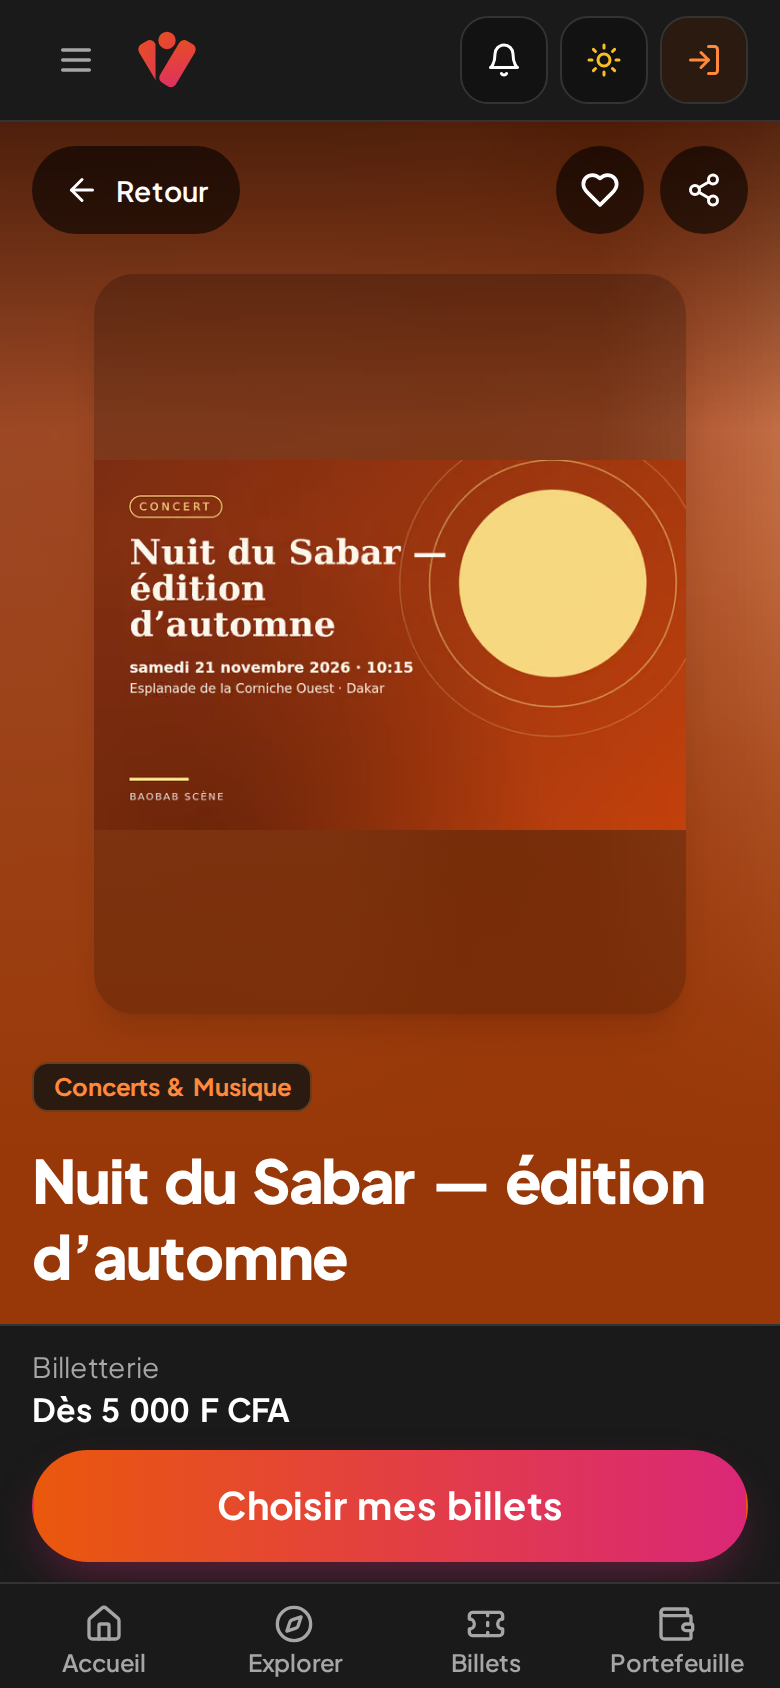 Retour
CONCERT
Nuit du Sabar —
édition
d’automne
samedi 21 novembre 2026 · 10:15
Esplanade de la Corniche Ouest · Dakar
BAOBAB SCÈNE
Concerts & Musique
Nuit du Sabar — édition
d’automne
Billetterie
Dès 5 000 F CFA
Choisir mes billets
Accueil
Explorer
Billets
Portefeuille